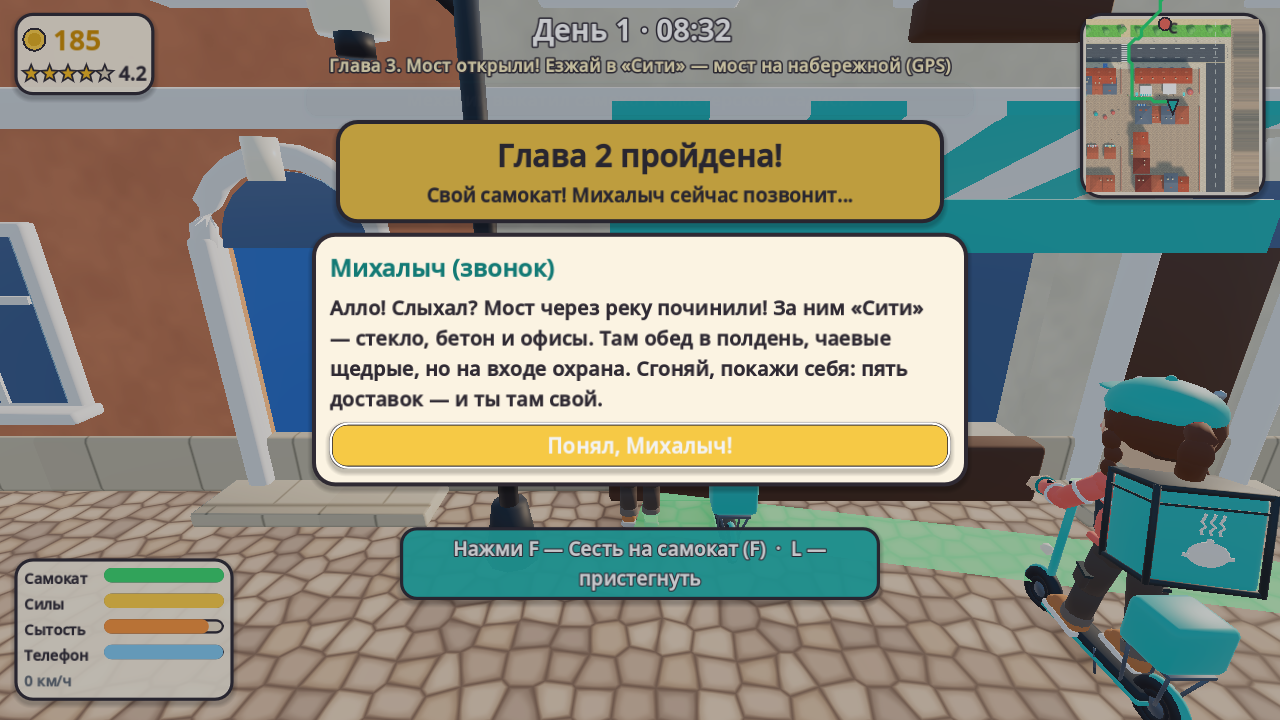 185
4.2
День 1 · 08:32
Глава 3. Мост открыли! Езжай в «Сити» — мост на набережной (GPS)
С
Глава 2 пройдена!
Свой самокат! Михалыч сейчас позвонит...
Михалыч (звонок)
Алло! Слыхал? Мост через реку починили! За ним «Сити»
— стекло, бетон и офисы. Там обед в полдень, чаевые
щедрые, но на входе охрана. Сгоняй, покажи себя: пять
доставок — и ты там свой.
Понял, Михалыч!
Нажми F — Сесть на самокат (F) · L —
пристегнуть
Самокат
Силы
Сытость
Телефон
0 км/ч